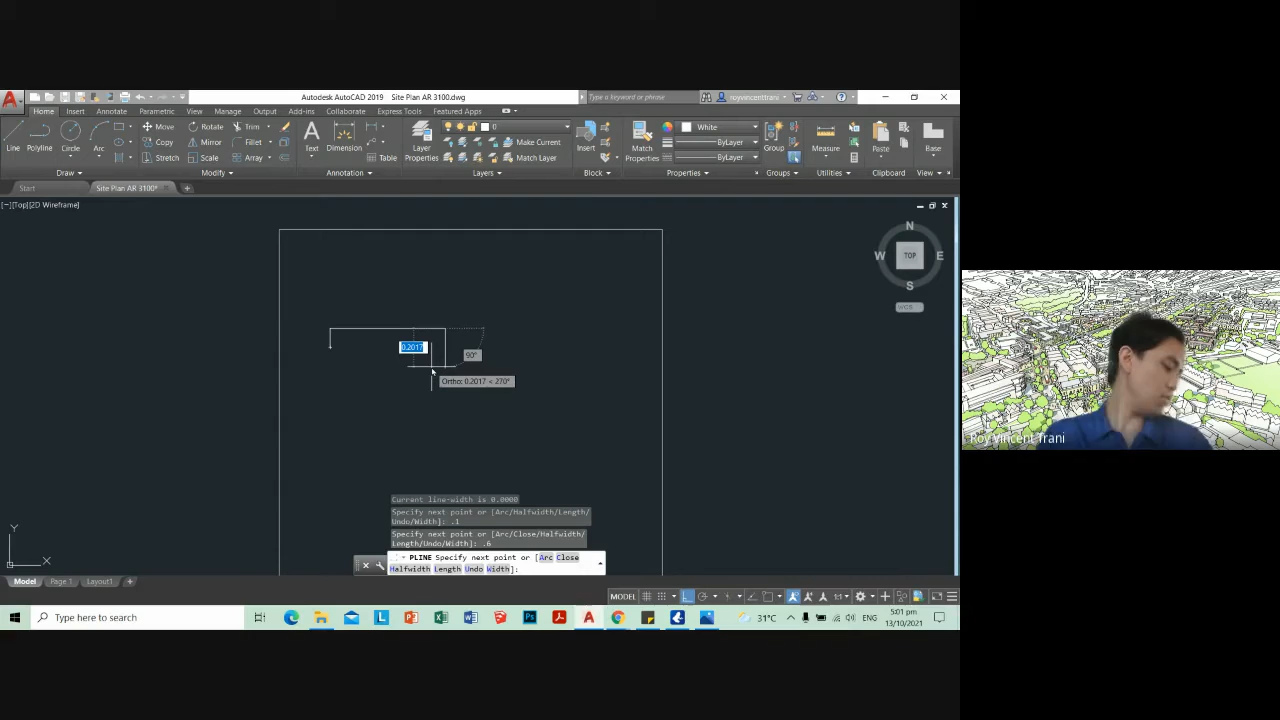 Autodesk AutoCAD 2019 Site Plan AR 3100.dwg
Type a keyword or phrase
royvincenttrani
Home Insert Annotate Parametric View Manage Output Add-ins Collaborate Express Tools Featured Apps
Line Polyline Circle Arc
Move Rotate Trim
Copy Mirror Fillet
Stretch Scale Array
Text Dimension Table
Layer Properties
0
Make Current
Match Layer
Insert
Match Properties
White
ByLayer
ByLayer
Group Measure Paste Base
Draw Modify Annotation Layers Block Properties Groups Utilities Clipboard View
Start Site Plan AR 3100*
[−][Top][2D Wireframe]
N
W TOP E
S
WCS
0.2017
90°
Ortho: 0.2017 < 270°
Roy Vincent Trani
Current line-width is 0.0000
Specify next point or [Arc/Halfwidth/Length/
Undo/Width]: .1
Specify next point or [Arc/Close/Halfwidth/
Length/Undo/Width]: .6
PLINE Specify next point or [Arc Close
Halfwidth Length Undo Width]:
Y
X
Model Page 1 Layout1
MODEL 1:1
Type here to search
31°C ENG
5:01 pm
13/10/2021